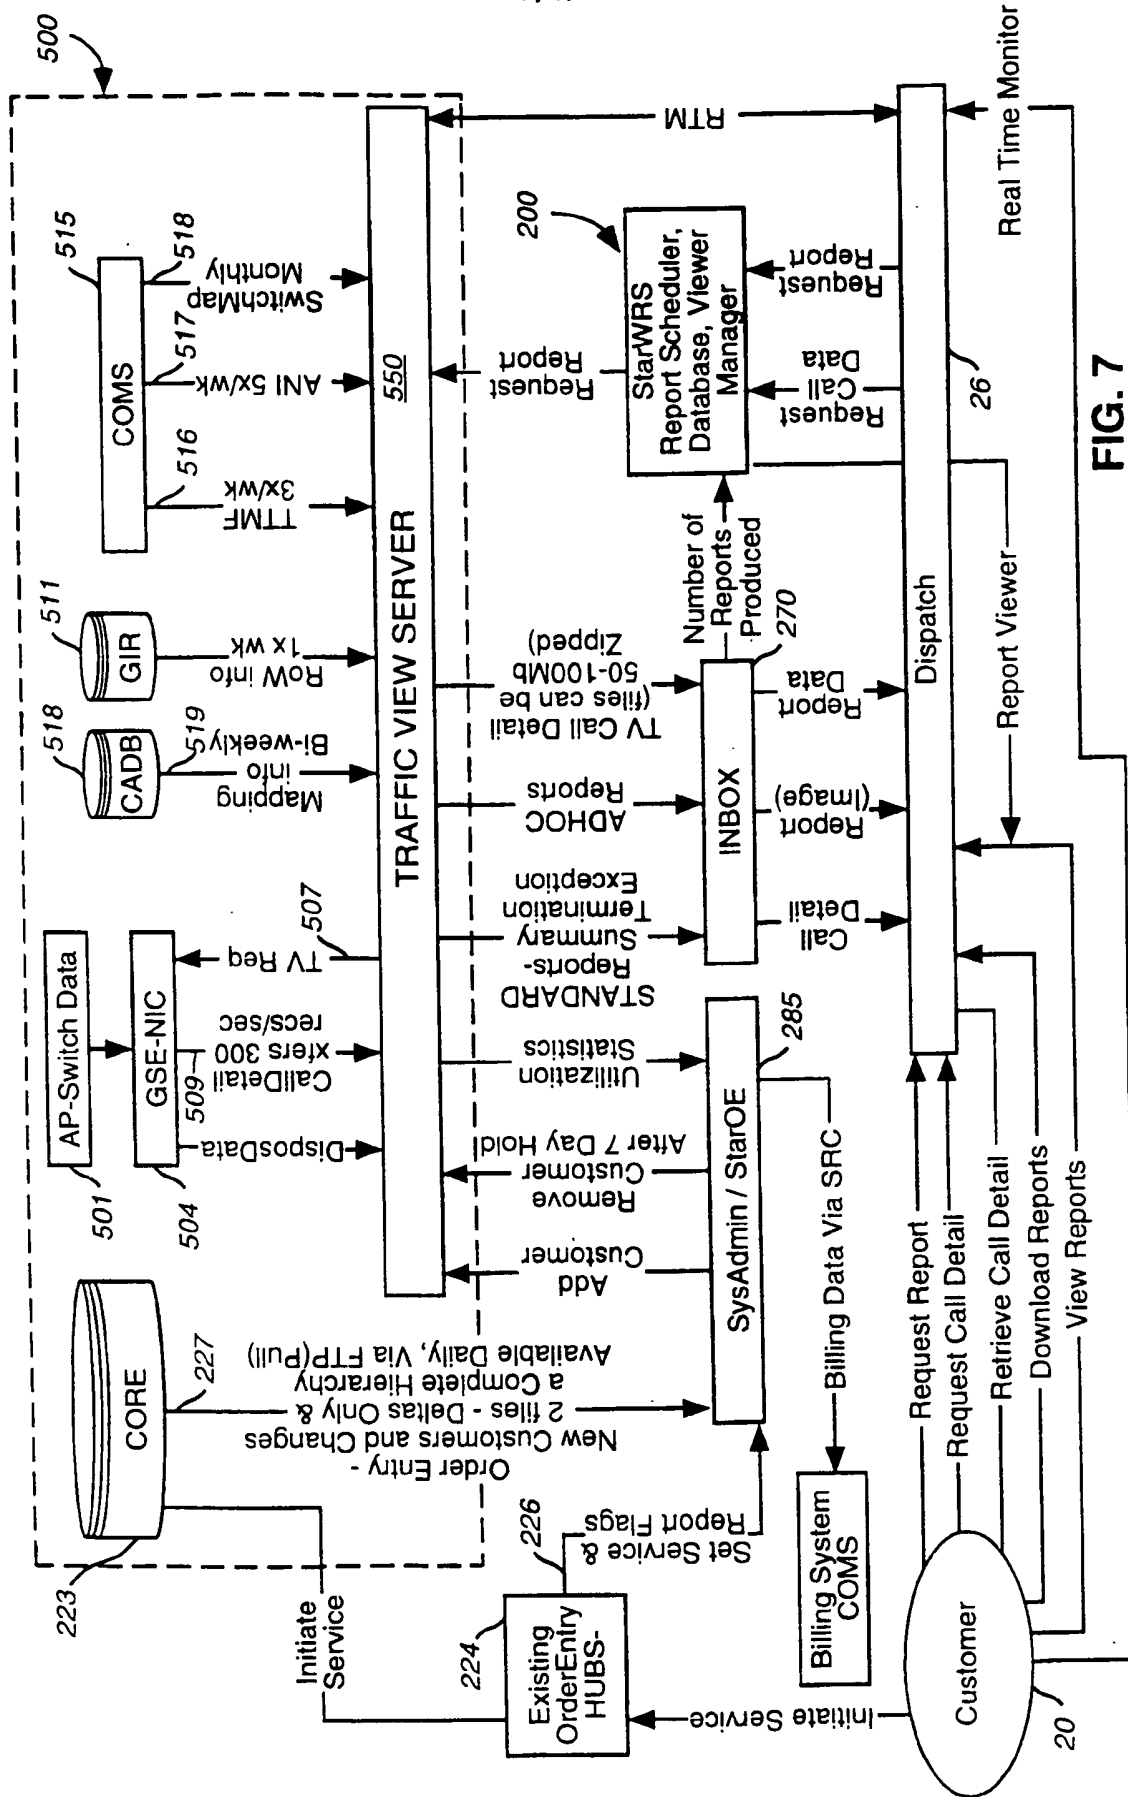 500
223
CORE
227
Order Entry -
New Customers and Changes
2 files - Deltas Only &
a Complete Hierarchy
Available Daily, Via FTP(Pull)
501
AP-Switch Data
504
GSE-NIC
509
DisposData
CallDetail
xfers 300
recs/sec
TV Req
507
518
CADB
519
Mapping
info
Bi-weekly
511
GIR
RoW info
1x wk
515
COMS
516
TTMF
3x/wk
517
ANI 5x/wk
518
SwitchMap
Monthly
TRAFFIC VIEW SERVER
550
Initiate
Service
224
Existing
OrderEntry
HUBS-
226
Set Service &
Report Flags
Add
Customer
Remove
Customer
After 7 Day Hold
Utilization
Statistics
STANDARD
Reports-
Summary
Termination
Exception
ADHOC
Reports
TV Call Detail
(files can be
50-100Mb
Zipped)
Request
Report
RTM
SysAdmin / StarOE
285
INBOX
270
Number of
Reports
Produced
200
StarWRS
Report Scheduler,
Database, Viewer
Manager
Billing Data Via SRC
Billing System
COMS
Call
Detail
Report
(Image)
Report
Data
Request
Call
Data
Request
Report
Dispatch
26
Initiate Service
Customer
20
Request Report
Request Call Detail
Retrieve Call Detail
Download Reports
View Reports
Report Viewer
Real Time Monitor
FIG. 7